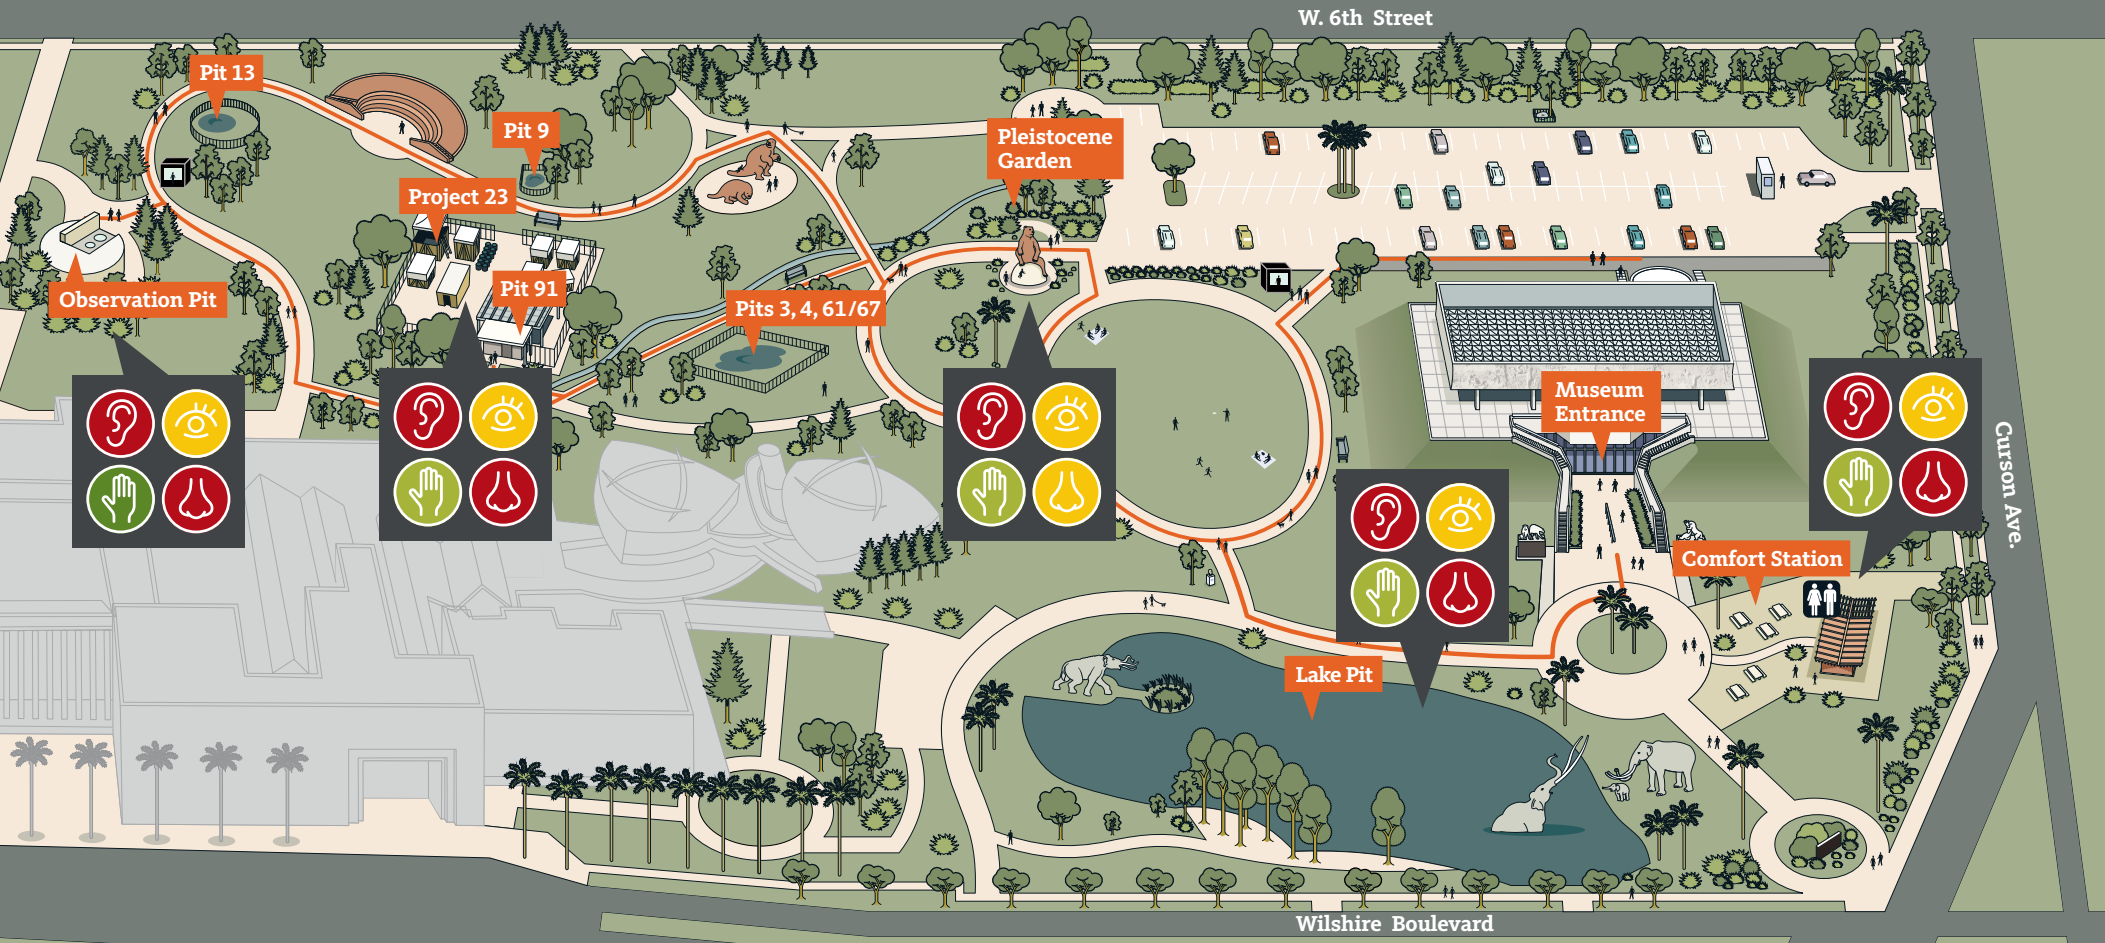 W. 6th Street
Pit 13
Pit 9
Pleistocene
Garden
Project 23
Observation Pit
Pit 91
Pits 3, 4, 61/67
Museum
Entrance
Curson Ave.
Comfort Station
Lake Pit
Wilshire Boulevard